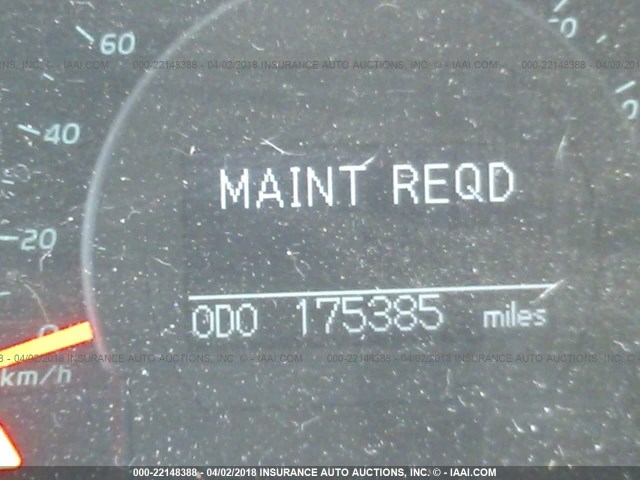 60
40
20
0
km/h
MAINT REQD
ODO 175385 miles
000-22148388 - 04/02/2018 INSURANCE AUTO AUCTIONS, INC. - © - IAAI.COM